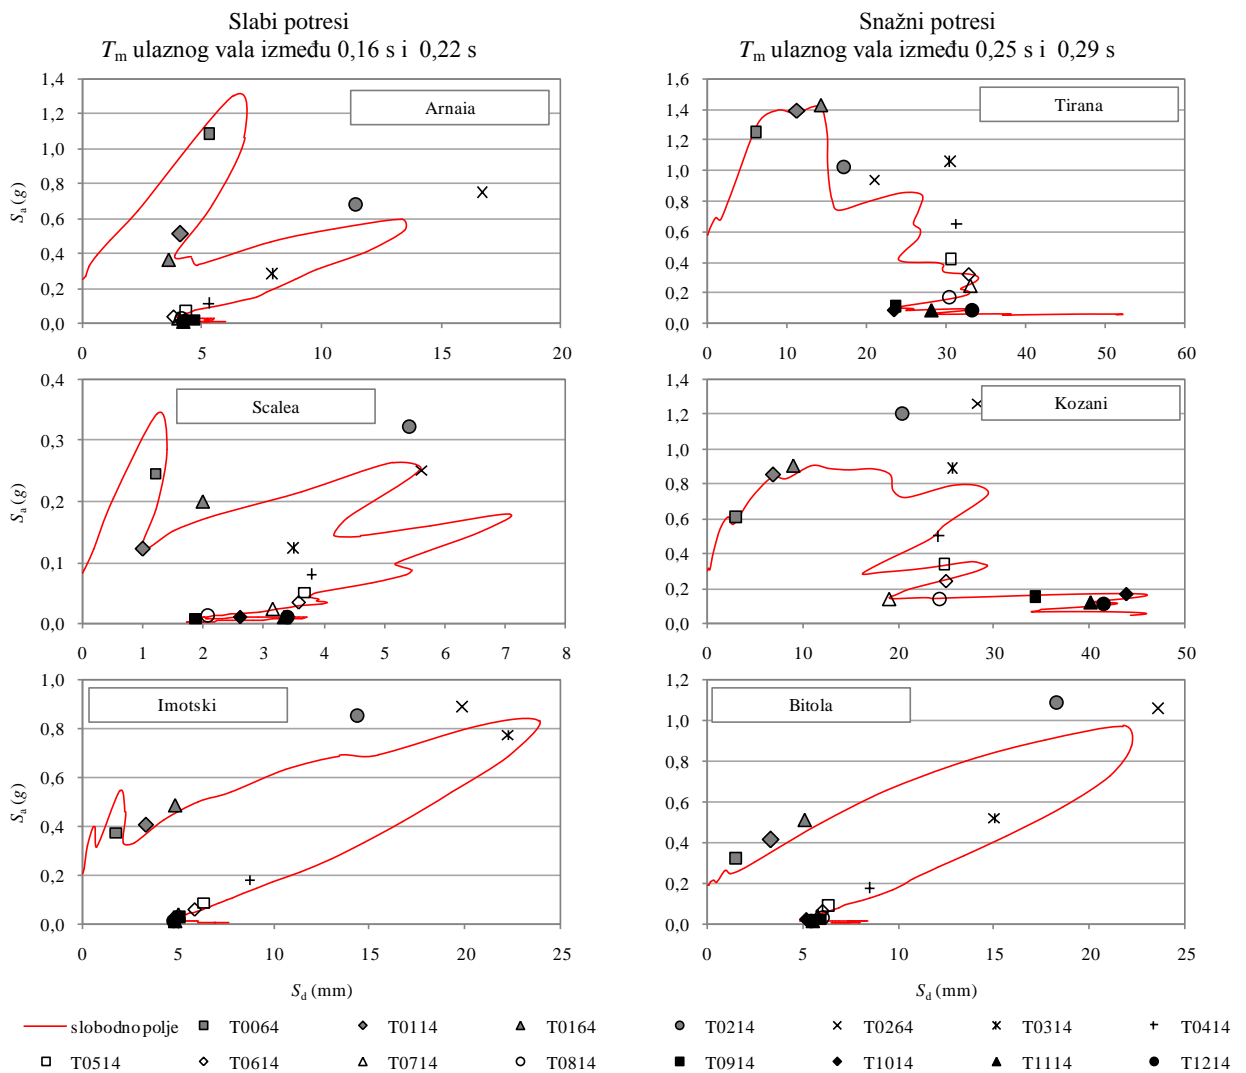 Slabi potresi
T_m ulaznog vala između 0,16 s i 0,22 s
Snažni potresi
T_m ulaznog vala između 0,25 s i 0,29 s
1,4
1,2
1,0
0,8
0,6
0,4
0,2
0,0
S_a (g)
Arnaia
0 5 10 15 20
1,6
1,4
1,2
1,0
0,8
0,6
0,4
0,2
0,0
Tirana
0 10 20 30 40 50 60
0,4
0,3
0,2
0,1
0,0
S_a (g)
Scalea
0 1 2 3 4 5 6 7 8
1,4
1,2
1,0
0,8
0,6
0,4
0,2
0,0
Kozani
0 10 20 30 40 50
1,0
0,8
0,6
0,4
0,2
0,0
S_a (g)
Imotski
0 5 10 15 20 25
S_d (mm)
1,2
1,0
0,8
0,6
0,4
0,2
0,0
Bitola
0 5 10 15 20 25
S_d (mm)
slobodno polje T0064 T0114 T0164 T0214 T0264 T0314 T0414
T0514 T0614 T0714 T0814 T0914 T1014 T1114 T1214